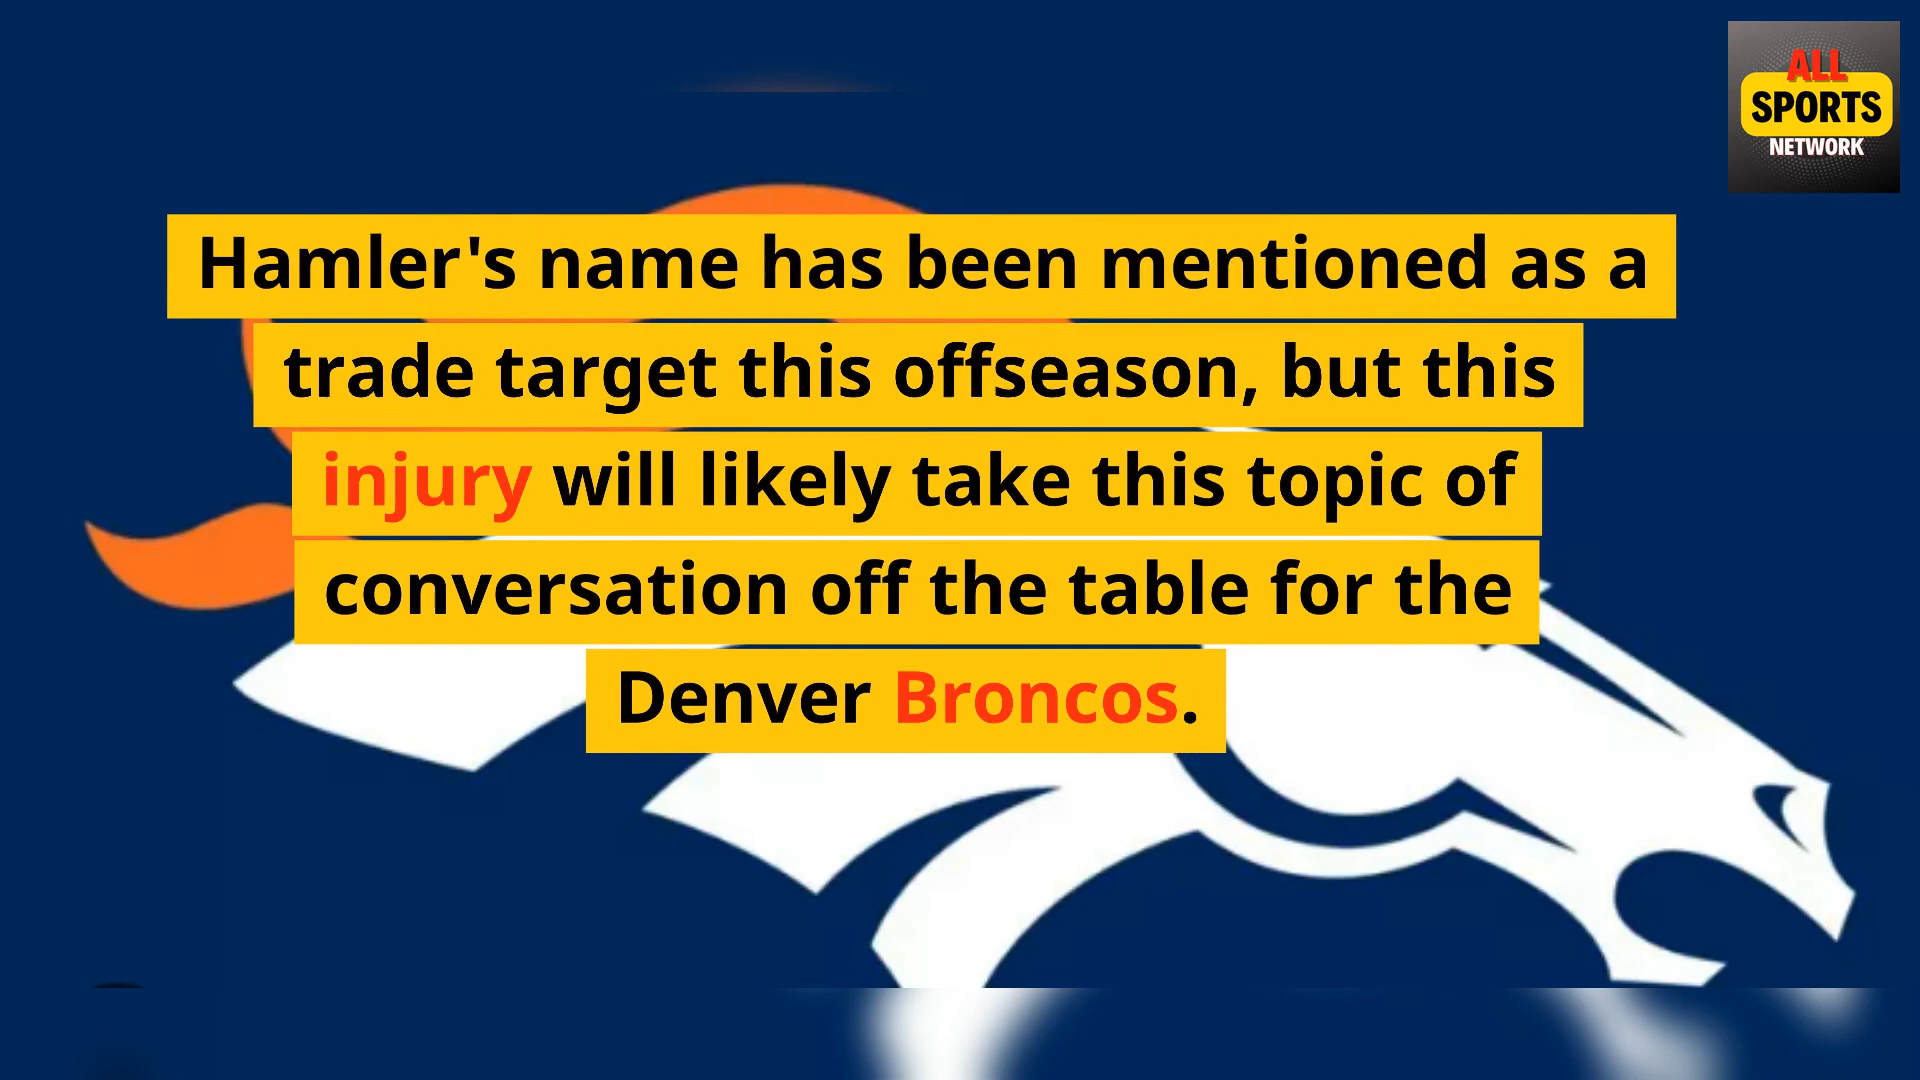 ALL
SPORTS
NETWORK
Hamler's name has been mentioned as a
trade target this offseason, but this
injury will likely take this topic of
conversation off the table for the
Denver Broncos.